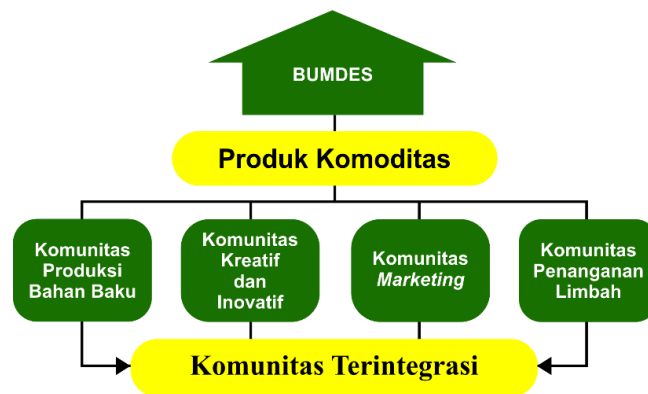 BUMDES
Produk Komoditas
Komunitas
Produksi
Bahan Baku
Komunitas
Kreatif
dan
Inovatif
Komunitas
Marketing
Komunitas
Penanganan
Limbah
Komunitas Terintegrasi